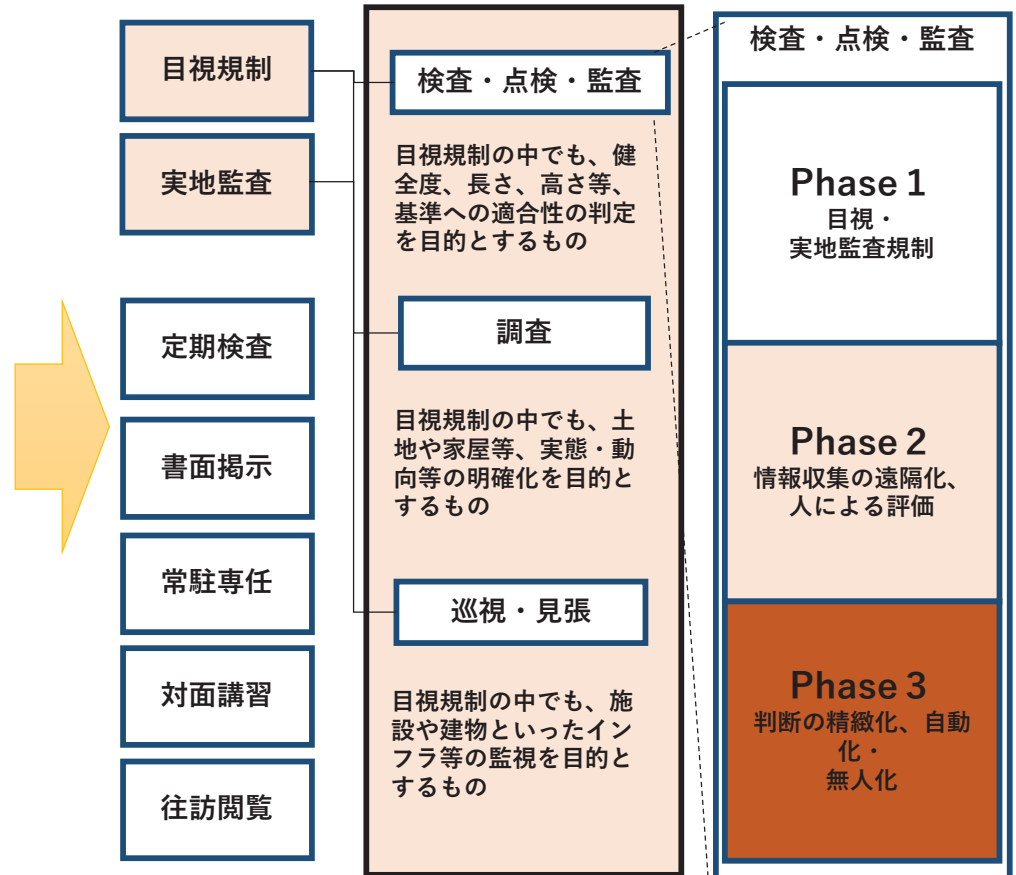 目視規制
実地監査
定期検査
書面掲示
常駐専任
対面講習
往訪閲覧
検査・点検・監査
目視規制の中でも、健
全度、長さ、高さ等、
基準への適合性の判定
を目的とするもの
調査
目視規制の中でも、土
地や家屋等、実態・動
向等の明確化を目的と
するもの
巡視・見張
目視規制の中でも、施
設や建物といったイン
フラ等の監視を目的と
するもの
検査・点検・監査
Phase 1
目視・
実地監査規制
Phase 2
情報収集の遠隔化、
人による評価
Phase 3
判断の精緻化、自動
化・
無人化